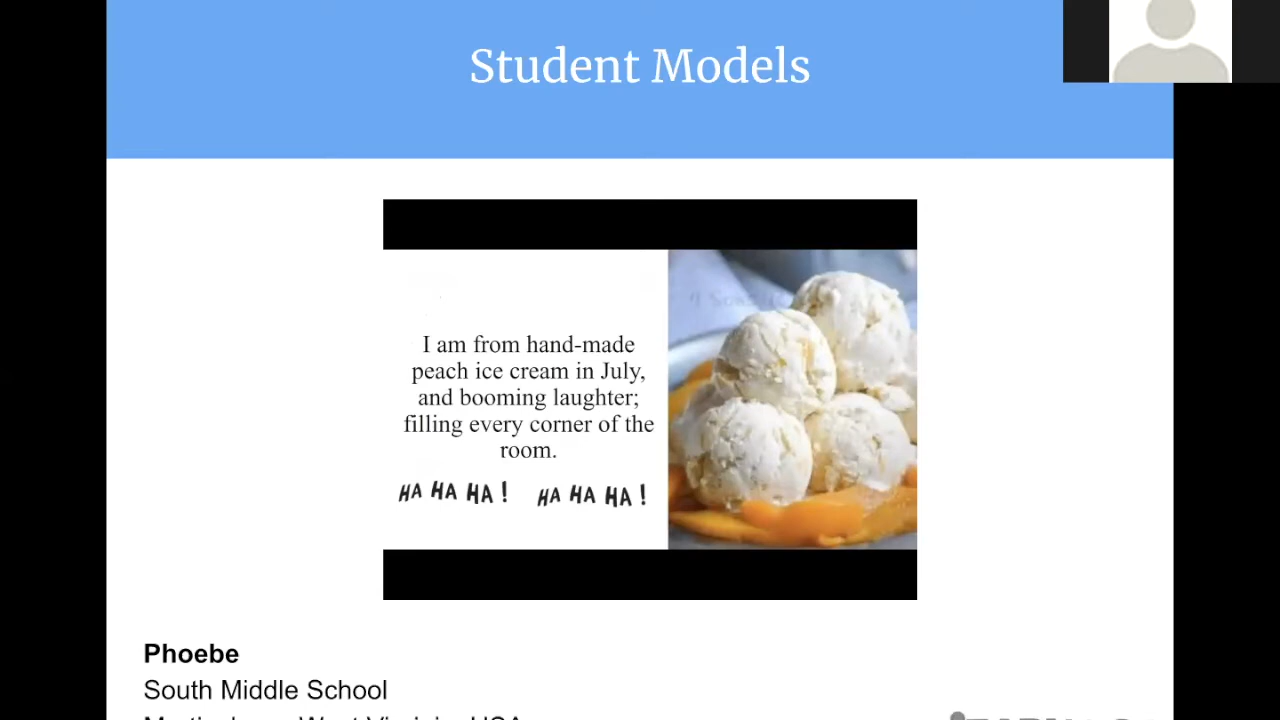 Student Models
I am from hand-made
peach ice cream in July,
and booming laughter;
filling every corner of the
room.
HA HA HA! HA HA HA!
Phoebe
South Middle School